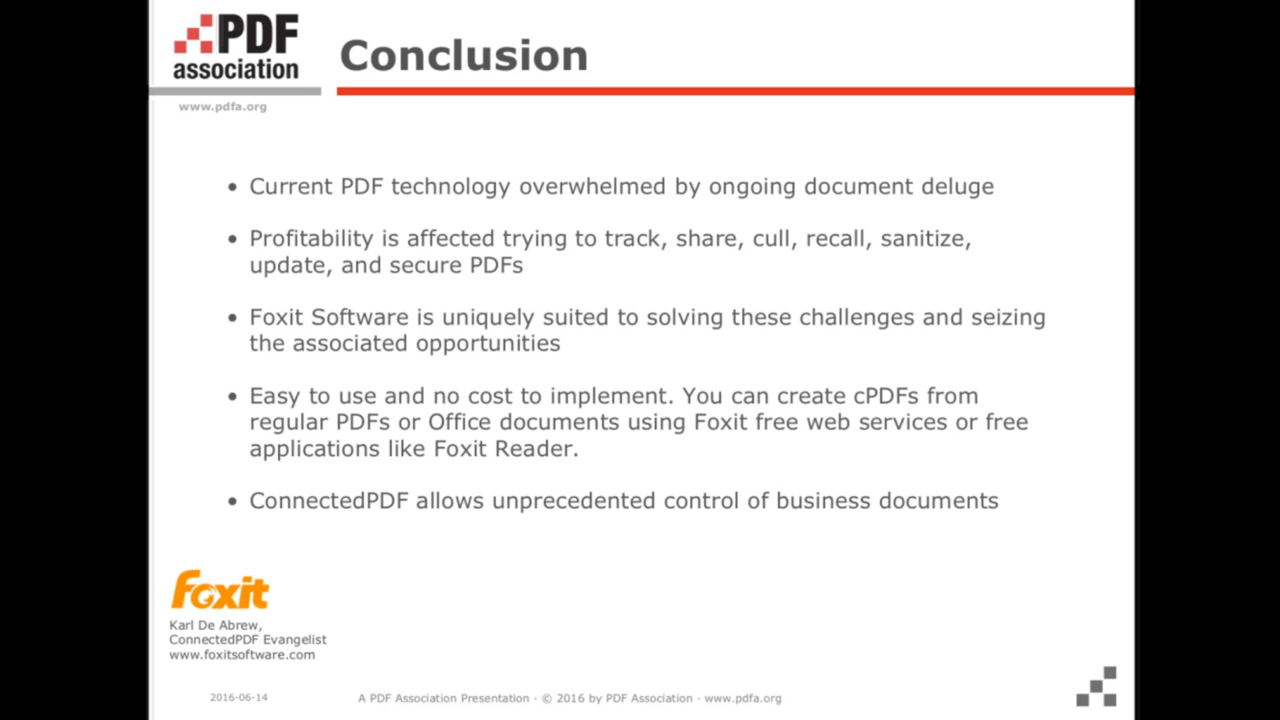 PDF
association
Conclusion
www.pdfa.org
• Current PDF technology overwhelmed by ongoing document deluge
• Profitability is affected trying to track, share, cull, recall, sanitize,
update, and secure PDFs
• Foxit Software is uniquely suited to solving these challenges and seizing
the associated opportunities
• Easy to use and no cost to implement. You can create cPDFs from
regular PDFs or Office documents using Foxit free web services or free
applications like Foxit Reader.
• ConnectedPDF allows unprecedented control of business documents
foxit
Karl De Abrew,
ConnectedPDF Evangelist
www.foxitsoftware.com
2016-06-14
A PDF Association Presentation · © 2016 by PDF Association · www.pdfa.org